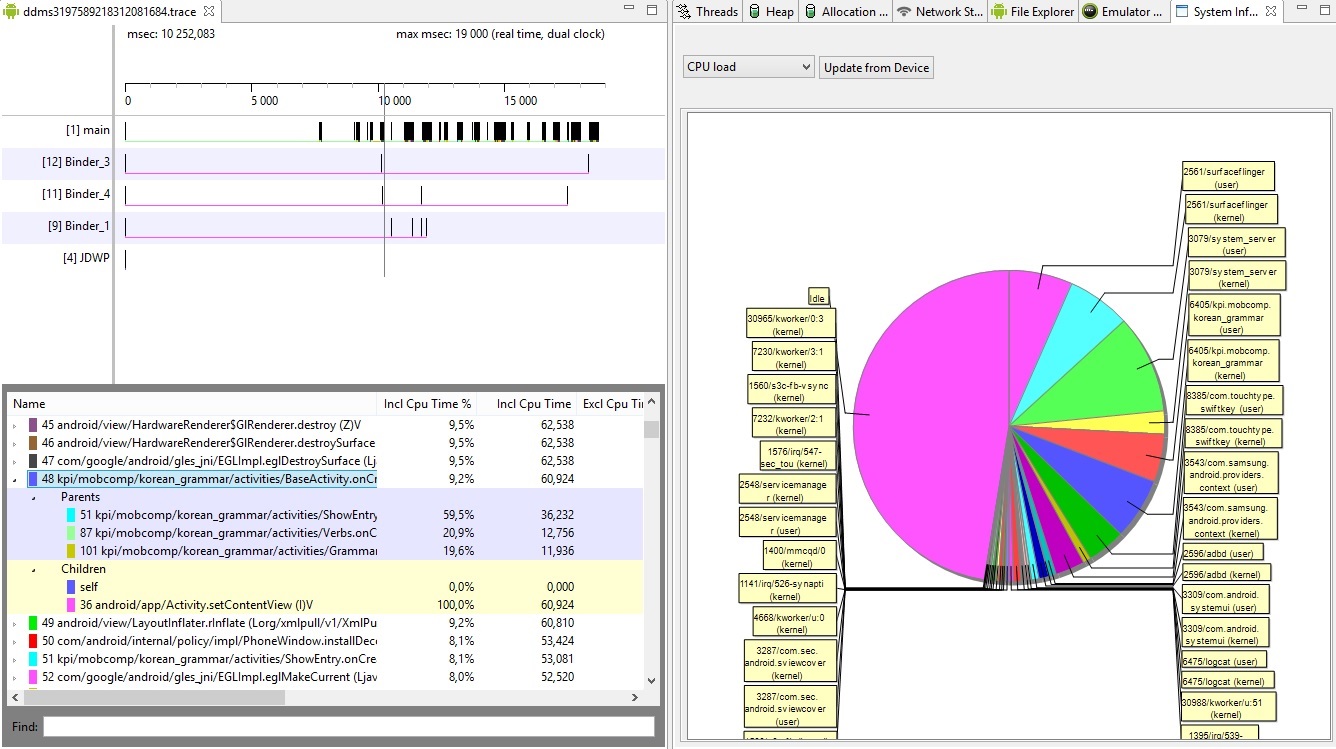 ddms3197589218312081684.trace
msec: 10 252,083
max msec: 19 000 (real time, dual clock)
0
5 000
10 000
15 000
[1] main
[12] Binder_3
[11] Binder_4
[9] Binder_1
[4] JDWP
Name
Incl Cpu Time %
Incl Cpu Time
Excl Cpu Ti
45 android/view/HardwareRenderer$GlRenderer.destroy (Z)V
9,5%
62,538
46 android/view/HardwareRenderer$GlRenderer.destroySurface
9,5%
62,538
47 com/google/android/gles_jni/EGLImpl.eglDestroySurface (Lj
9,5%
62,538
48 kpi/mobcomp/korean_grammar/activities/BaseActivity.onCr
9,2%
60,924
Parents
51 kpi/mobcomp/korean_grammar/activities/ShowEntry
59,5%
36,232
87 kpi/mobcomp/korean_grammar/activities/Verbs.onC
20,9%
12,756
101 kpi/mobcomp/korean_grammar/activities/Grammar
19,6%
11,936
Children
self
0,0%
0,000
36 android/app/Activity.setContentView (I)V
100,0%
60,924
49 android/view/LayoutInflater.rInflate (Lorg/xmlpull/v1/XmlPu
9,2%
60,810
50 com/android/internal/policy/impl/PhoneWindow.installDec
8,1%
53,424
51 kpi/mobcomp/korean_grammar/activities/ShowEntry.onCre
8,1%
53,081
52 com/google/android/gles_jni/EGLImpl.eglMakeCurrent (Ljav
8,0%
52,520
Find:
Threads
Heap
Allocation ...
Network St...
File Explorer
Emulator ...
System Inf...
CPU load
Update from Device
Idle
30965/kworker/0:3
(kernel)
7230/kworker/3:1
(kernel)
1560/s3c-fb-vsync
(kernel)
7232/kworker/2:1
(kernel)
1576/irq/547-
sec_tou (kernel)
2548/servicemanage
r (kernel)
2548/servicemanage
r (user)
1400/mmcqd/0
(kernel)
1141/irq/526-synapti
(kernel)
4668/kworker/u:0
(kernel)
3287/com.sec.
android.sviewcover
(kernel)
3287/com.sec.
android.sviewcover
(user)
2561/surfaceflinger
(user)
2561/surfaceflinger
(kernel)
3079/system_server
(user)
3079/system_server
(kernel)
6405/kpi.mobcomp.
korean_grammar
(user)
6405/kpi.mobcomp.
korean_grammar
(kernel)
8385/com.touchtype.
swiftkey (user)
8385/com.touchtype.
swiftkey (kernel)
3543/com.samsung.
android.providers.
context (user)
3543/com.samsung.
android.providers.
context (kernel)
2596/adbd (user)
2596/adbd (kernel)
3309/com.android.
systemui (user)
3309/com.android.
systemui (kernel)
6475/logcat (user)
6475/logcat (kernel)
30988/kworker/u:51
(kernel)
1395/irq/539-